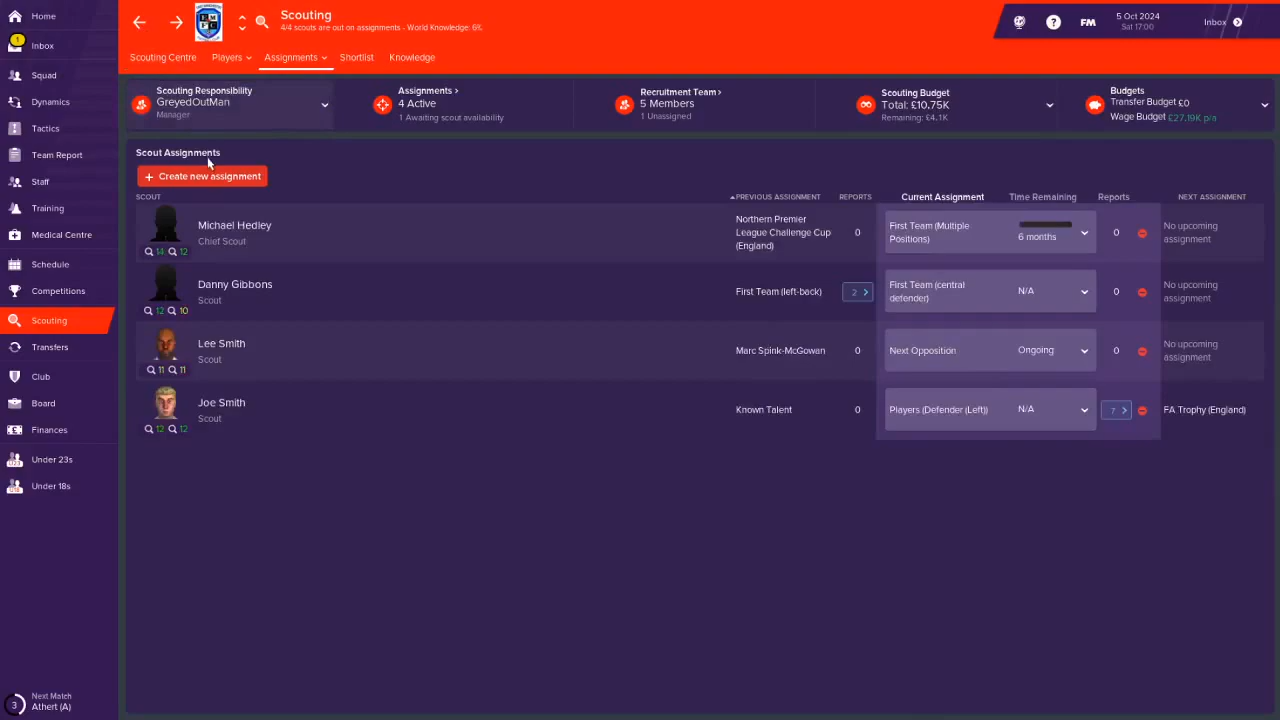 Home
1
Inbox
Squad
Dynamics
Tactics
Team Report
Staff
Training
Medical Centre
Schedule
Competitions
Scouting
Transfers
Club
Board
Finances
U23
Under 23s
U18
Under 18s
3
Next Match
Athert (A)
Scouting
4/4 scouts are out on assignments - World Knowledge: 6%
FM
5 Oct 2024
Sat 17:00
Inbox
Scouting Centre
Players
Assignments
Shortlist
Knowledge
Scouting Responsibility
GreyedOutMan
Manager
Assignments >
4 Active
1 Awaiting scout availability
Recruitment Team >
5 Members
1 Unassigned
Scouting Budget
Total: £10.75K
Remaining: £4.1K
Budgets
Transfer Budget £0
Wage Budget £27.19K p/a
Scout Assignments
+ Create new assignment
SCOUT
PREVIOUS ASSIGNMENT
REPORTS
Current Assignment
Time Remaining
Reports
NEXT ASSIGNMENT
Michael Hedley
Chief Scout
14 12
Northern Premier
League Challenge Cup
(England)
0
First Team (Multiple
Positions)
6 months
0
No upcoming
assignment
Danny Gibbons
Scout
12 10
First Team (left-back)
2 >
First Team (central
defender)
N/A
0
No upcoming
assignment
Lee Smith
Scout
11 11
Marc Spink-McGowan
0
Next Opposition
Ongoing
0
No upcoming
assignment
Joe Smith
Scout
12 12
Known Talent
0
Players (Defender (Left))
N/A
7 >
FA Trophy (England)